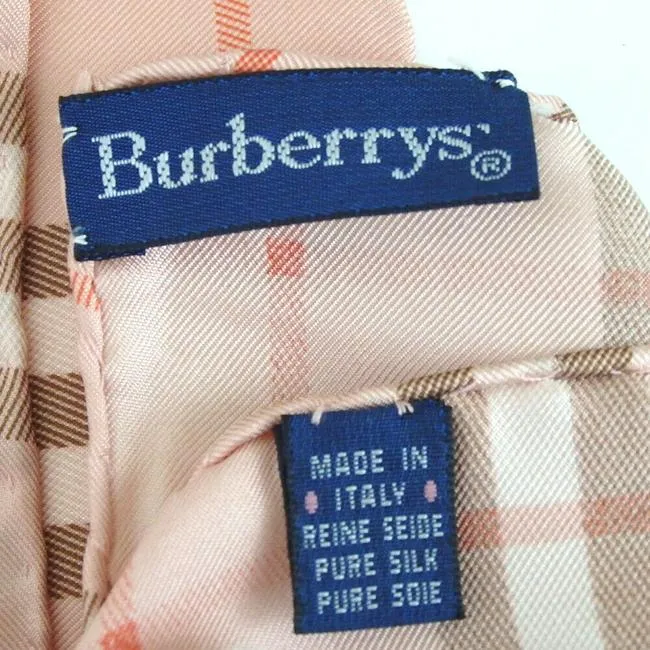 Burberrys®
MADE IN
ITALY
REINE SEIDE
PURE SILK
PURE SOIE